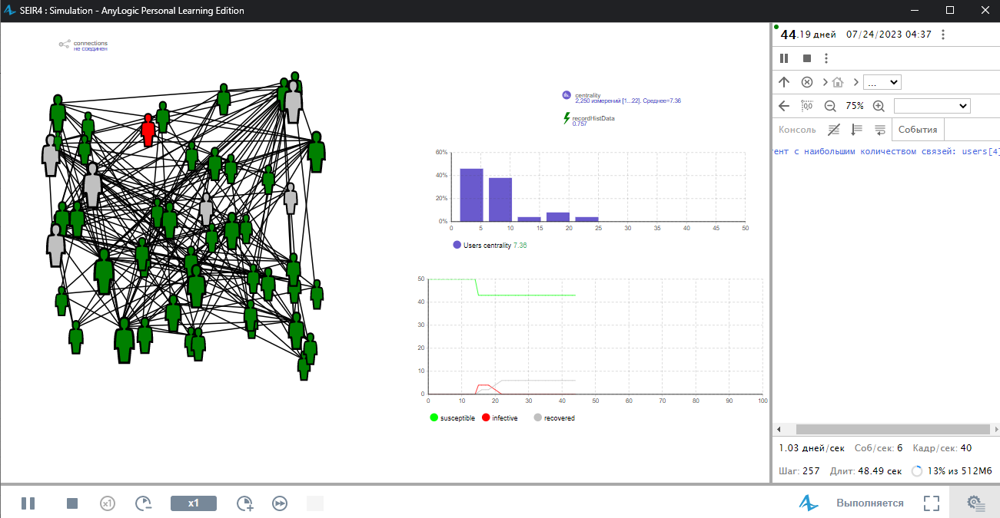 SEIR4 : Simulation - AnyLogic Personal Learning Edition
connections
не соединен
centrality
2,250 измерений [1...22]. Среднее=7.36
recordHistData
0.757
60%
40%
20%
0%
0 5 10 15 20 25 30 35 40 45 50
Users centrality 7.36
50
40
30
20
10
0
0 10 20 30 40 50 60 70 80 90 100
susceptible infective recovered
44.19 дней 07/24/2023 04:37
...
75%
Консоль События
ент с наибольшим количеством связей: users[4]
1.03 дней/сек Соб/сек: 6 Кадр/сек: 40
Шаг: 257 Длит: 48.49 сек 13% из 512Мб
x1 x1 Выполняется